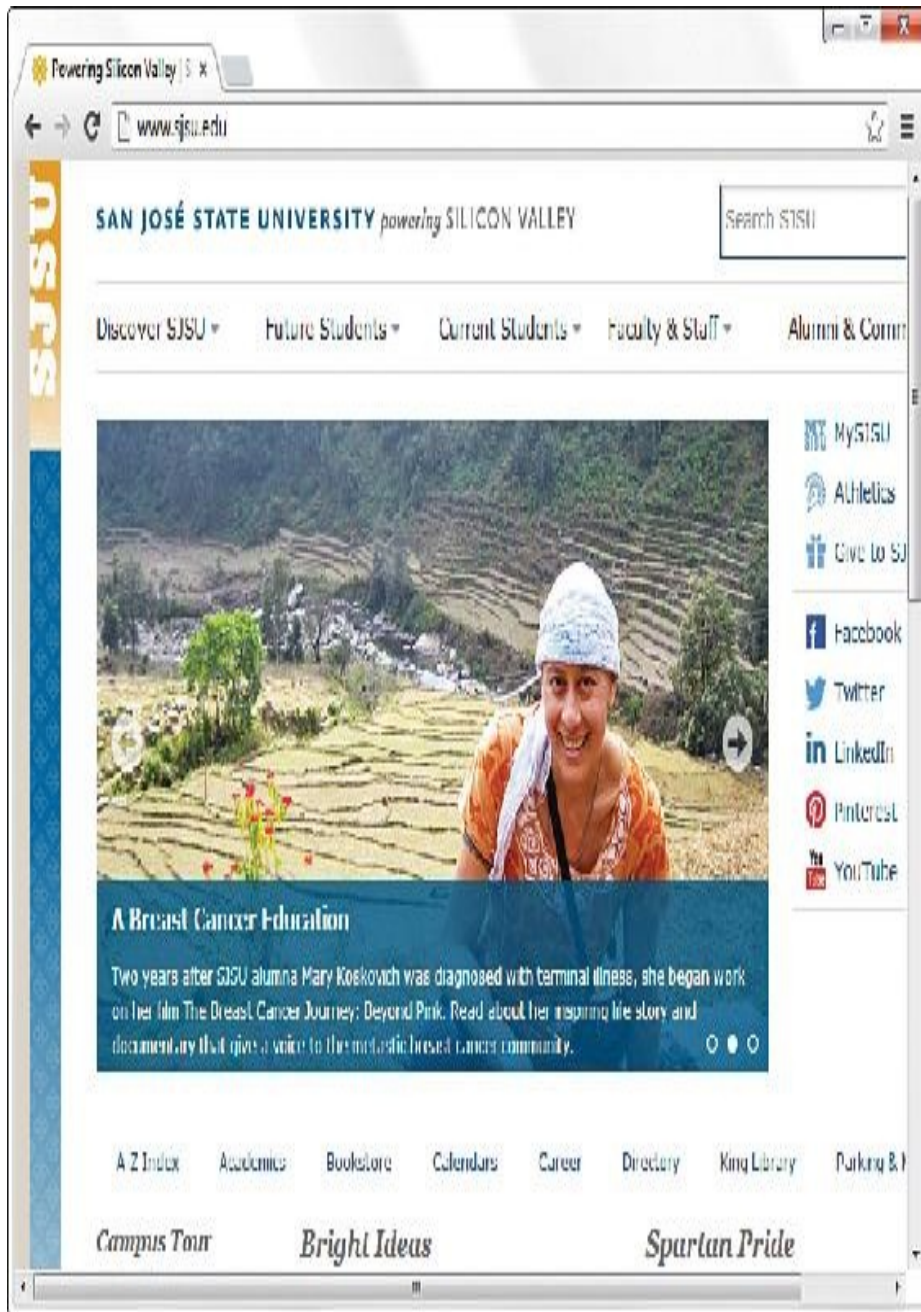 Powering Silicon Valley | S
www.sjsu.edu
SJSU
SAN JOSÉ STATE UNIVERSITY powering SILICON VALLEY
Search SJSU
Discover SJSU
Future Students
Current Students
Faculty & Staff
Alumni & Comm
MySJSU
Athletics
Give to SJ
Facebook
Twitter
in LinkedIn
Pinterest
You Tube YouTube
A Breast Cancer Education
Two years after SJSU alumna Mary Koskovich was diagnosed with terminal illness, she began work
on her film The Breast Cancer Journey: Beyond Pink. Read about her inspiring life story and
documentary that give a voice to the metastic breast cancer community.
A-Z Index
Academics
Bookstore
Calendars
Career
Directory
King Library
Parking &
Campus Tour
Bright Ideas
Spartan Pride